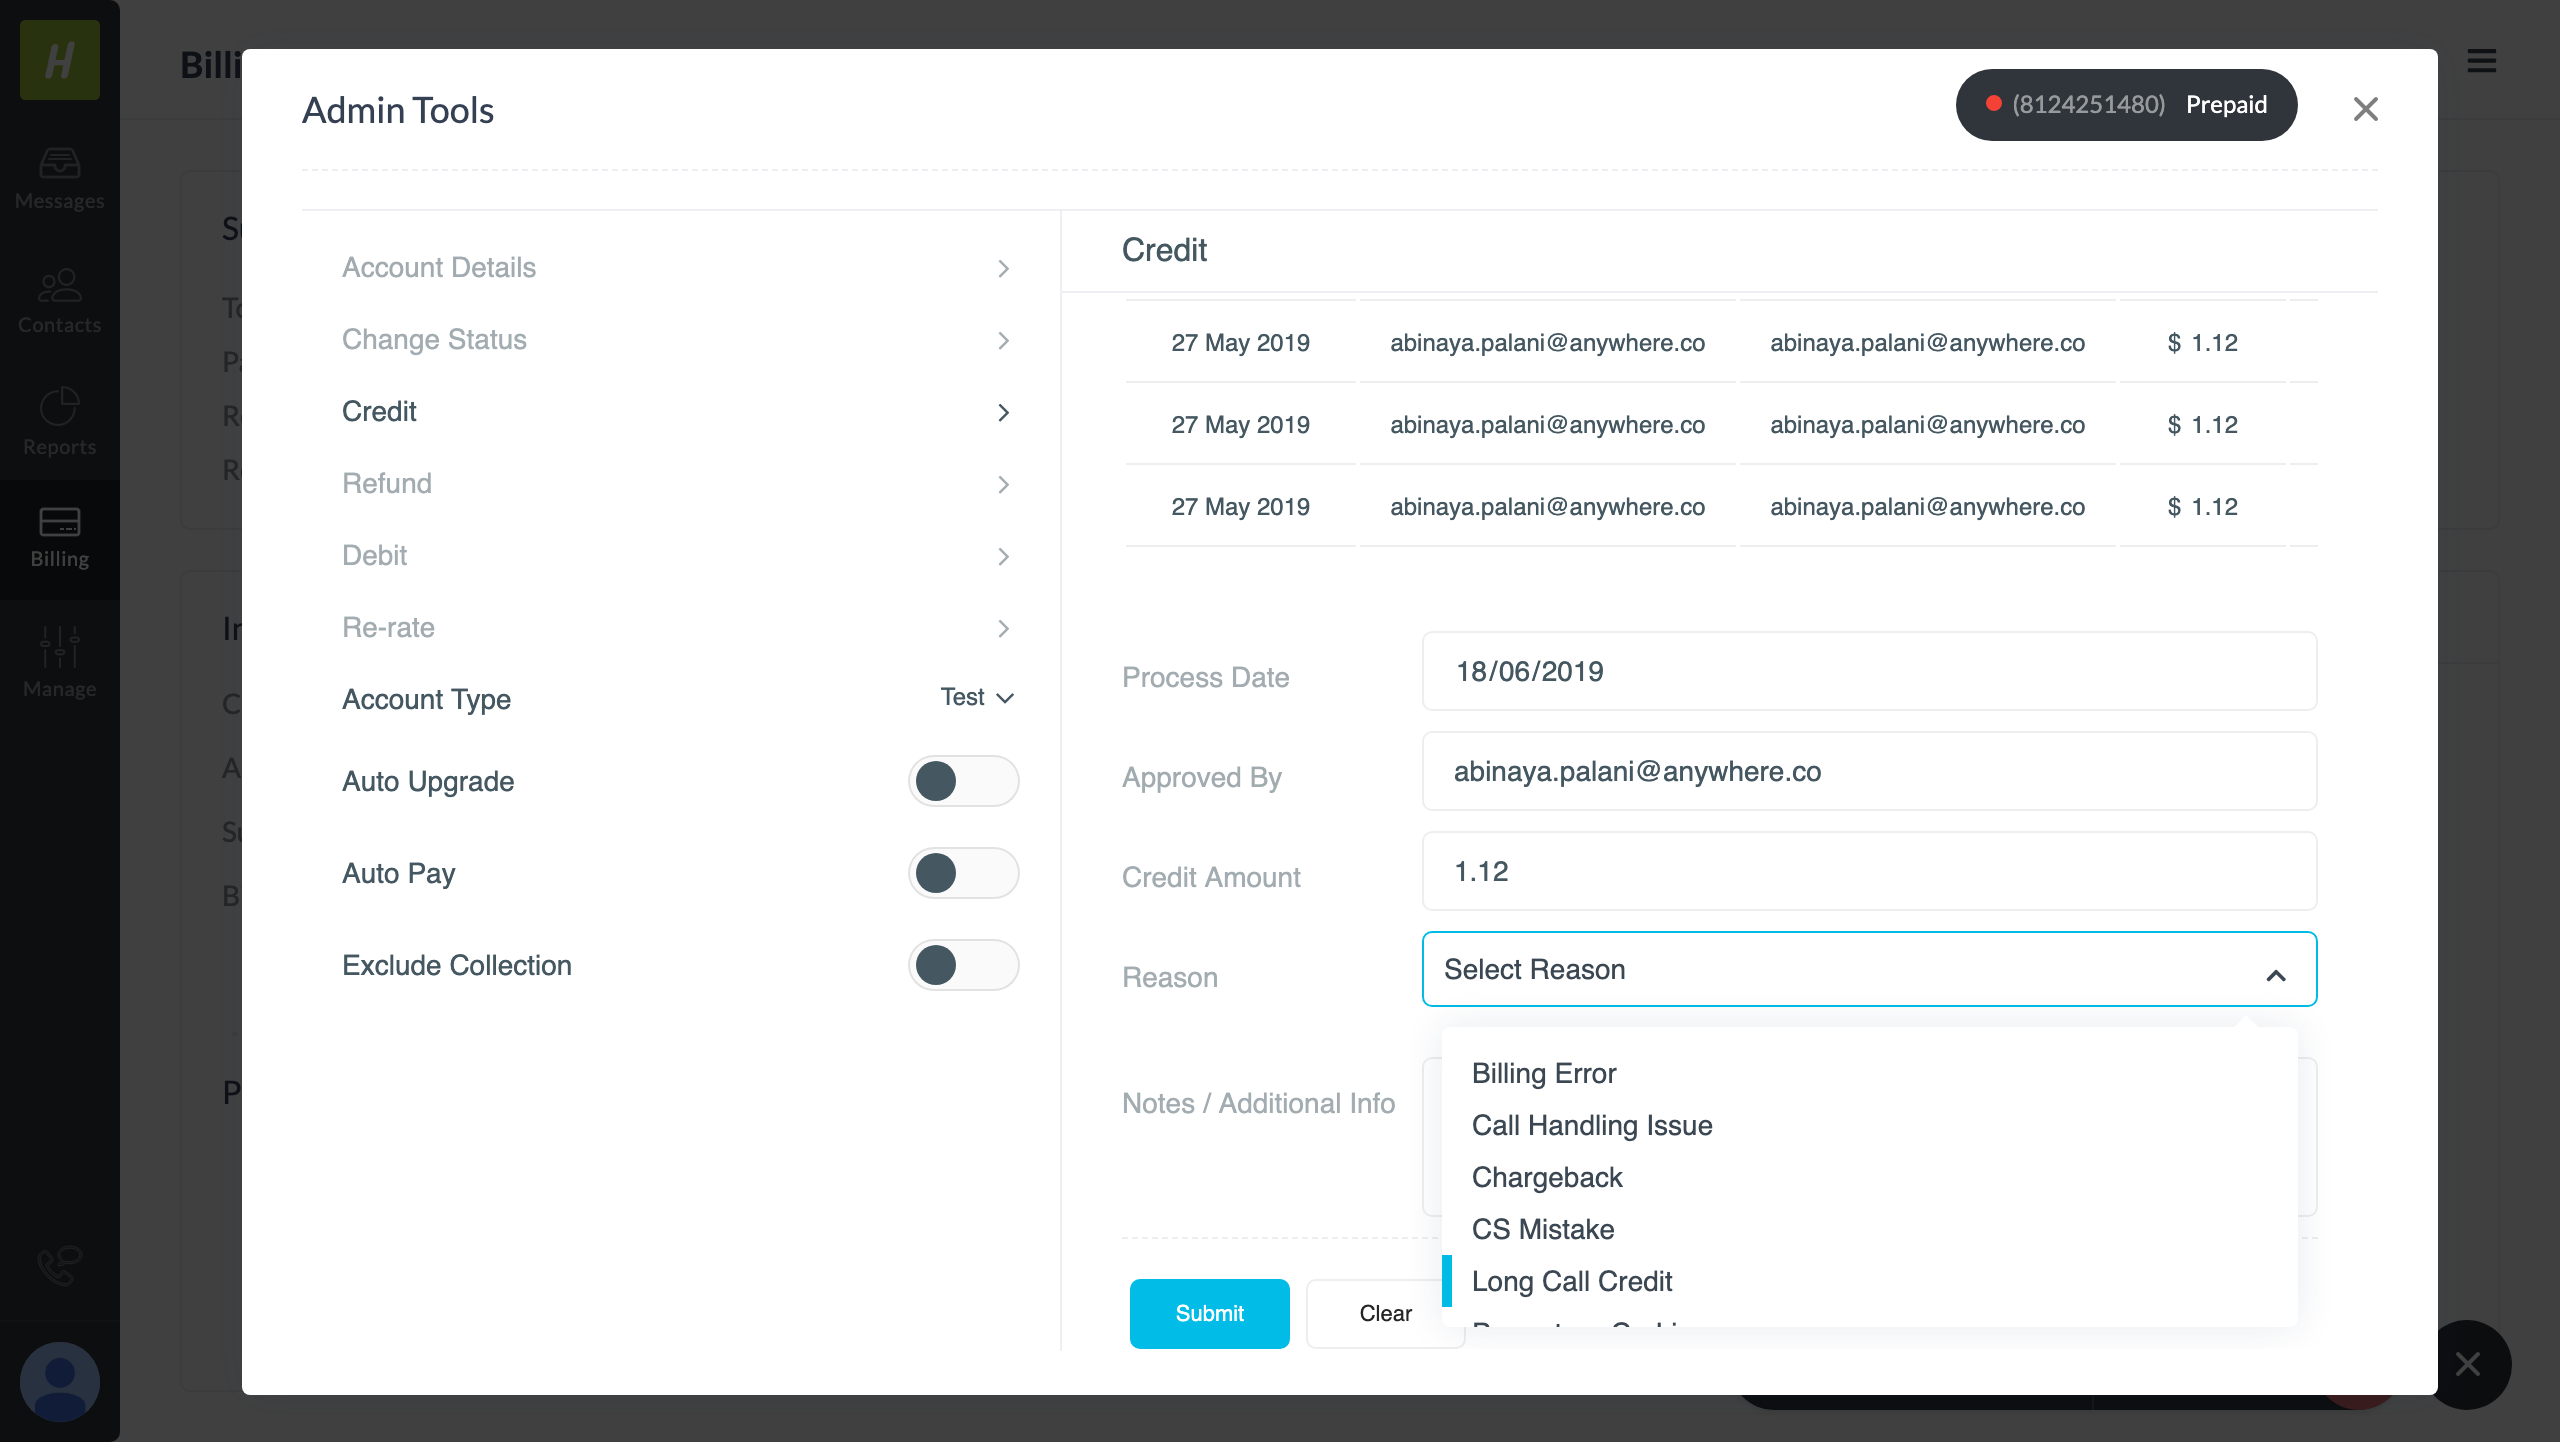 H
Messages
Contacts
Reports
Billing
Manage
Billi
Admin Tools
(8124251480) Prepaid
Account Details
Change Status
Credit
Refund
Debit
Re-rate
Account Type
Test
Auto Upgrade
Auto Pay
Exclude Collection
Credit
27 May 2019 abinaya.palani@anywhere.co abinaya.palani@anywhere.co $ 1.12
27 May 2019 abinaya.palani@anywhere.co abinaya.palani@anywhere.co $ 1.12
27 May 2019 abinaya.palani@anywhere.co abinaya.palani@anywhere.co $ 1.12
Process Date 18/06/2019
Approved By abinaya.palani@anywhere.co
Credit Amount 1.12
Reason Select Reason
Notes / Additional Info
Billing Error
Call Handling Issue
Chargeback
CS Mistake
Long Call Credit
Submit
Clear